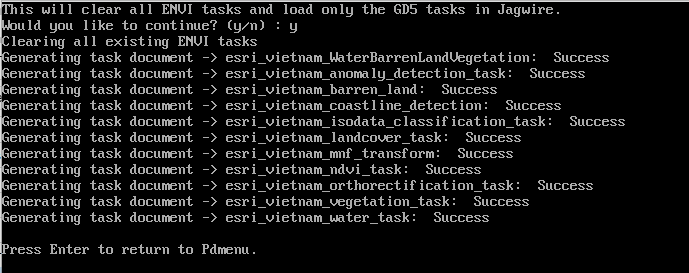 This will clear all ENVI tasks and load only the GD5 tasks in Jagwire.
Would you like to continue? (y/n) : y
Clearing all existing ENVI tasks
Generating task document -> esri_vietnam_WaterBarrenLandVegetation:  Success
Generating task document -> esri_vietnam_anomaly_detection_task:  Success
Generating task document -> esri_vietnam_barren_land:  Success
Generating task document -> esri_vietnam_coastline_detection:  Success
Generating task document -> esri_vietnam_isodata_classification_task:  Success
Generating task document -> esri_vietnam_landcover_task:  Success
Generating task document -> esri_vietnam_mnf_transform:  Success
Generating task document -> esri_vietnam_ndvi_task:  Success
Generating task document -> esri_vietnam_orthorectification_task:  Success
Generating task document -> esri_vietnam_vegetation_task:  Success
Generating task document -> esri_vietnam_water_task:  Success
Press Enter to return to Pdmenu.